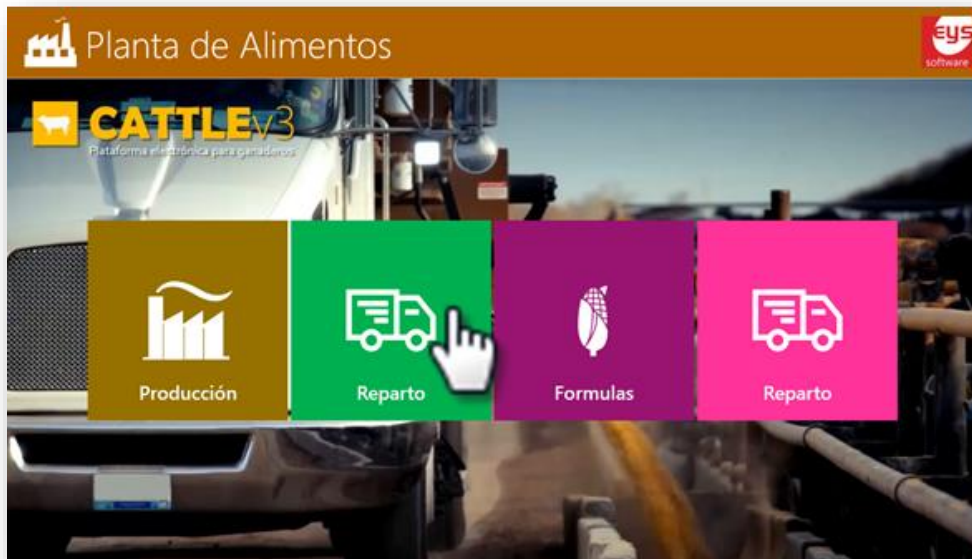 Planta de Alimentos
EYS
software
CATTLEv3
Plataforma electrónica para ganaderos
Producción
Reparto
Formulas
Reparto